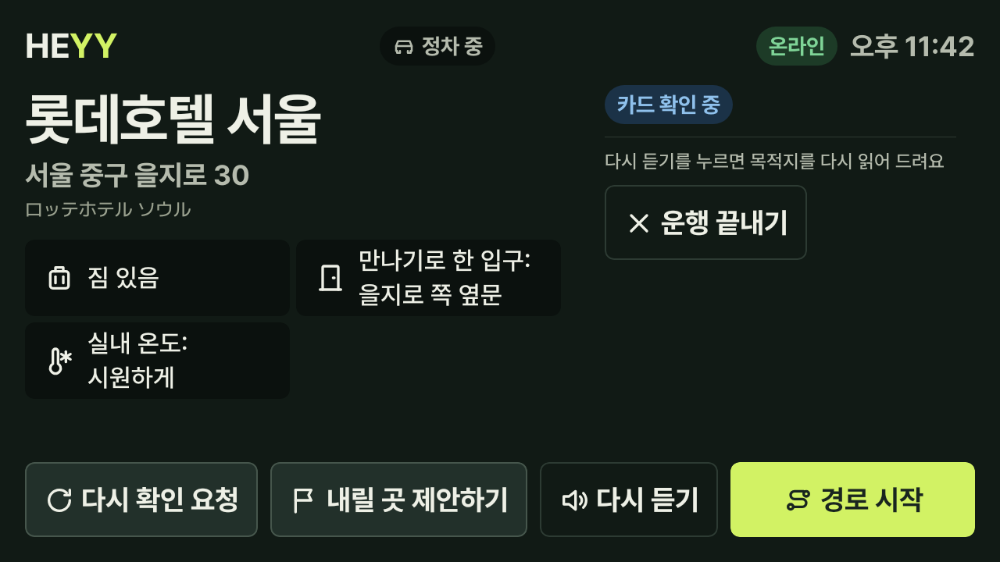 HEYY
정차 중
온라인
오후 11:42
롯데호텔 서울
서울 중구 을지로 30
ロッテホテル ソウル
짐 있음
만나기로 한 입구:
을지로 쪽 옆문
실내 온도:
시원하게
카드 확인 중
다시 듣기를 누르면 목적지를 다시 읽어 드려요
운행 끝내기
다시 확인 요청
내릴 곳 제안하기
다시 듣기
경로 시작